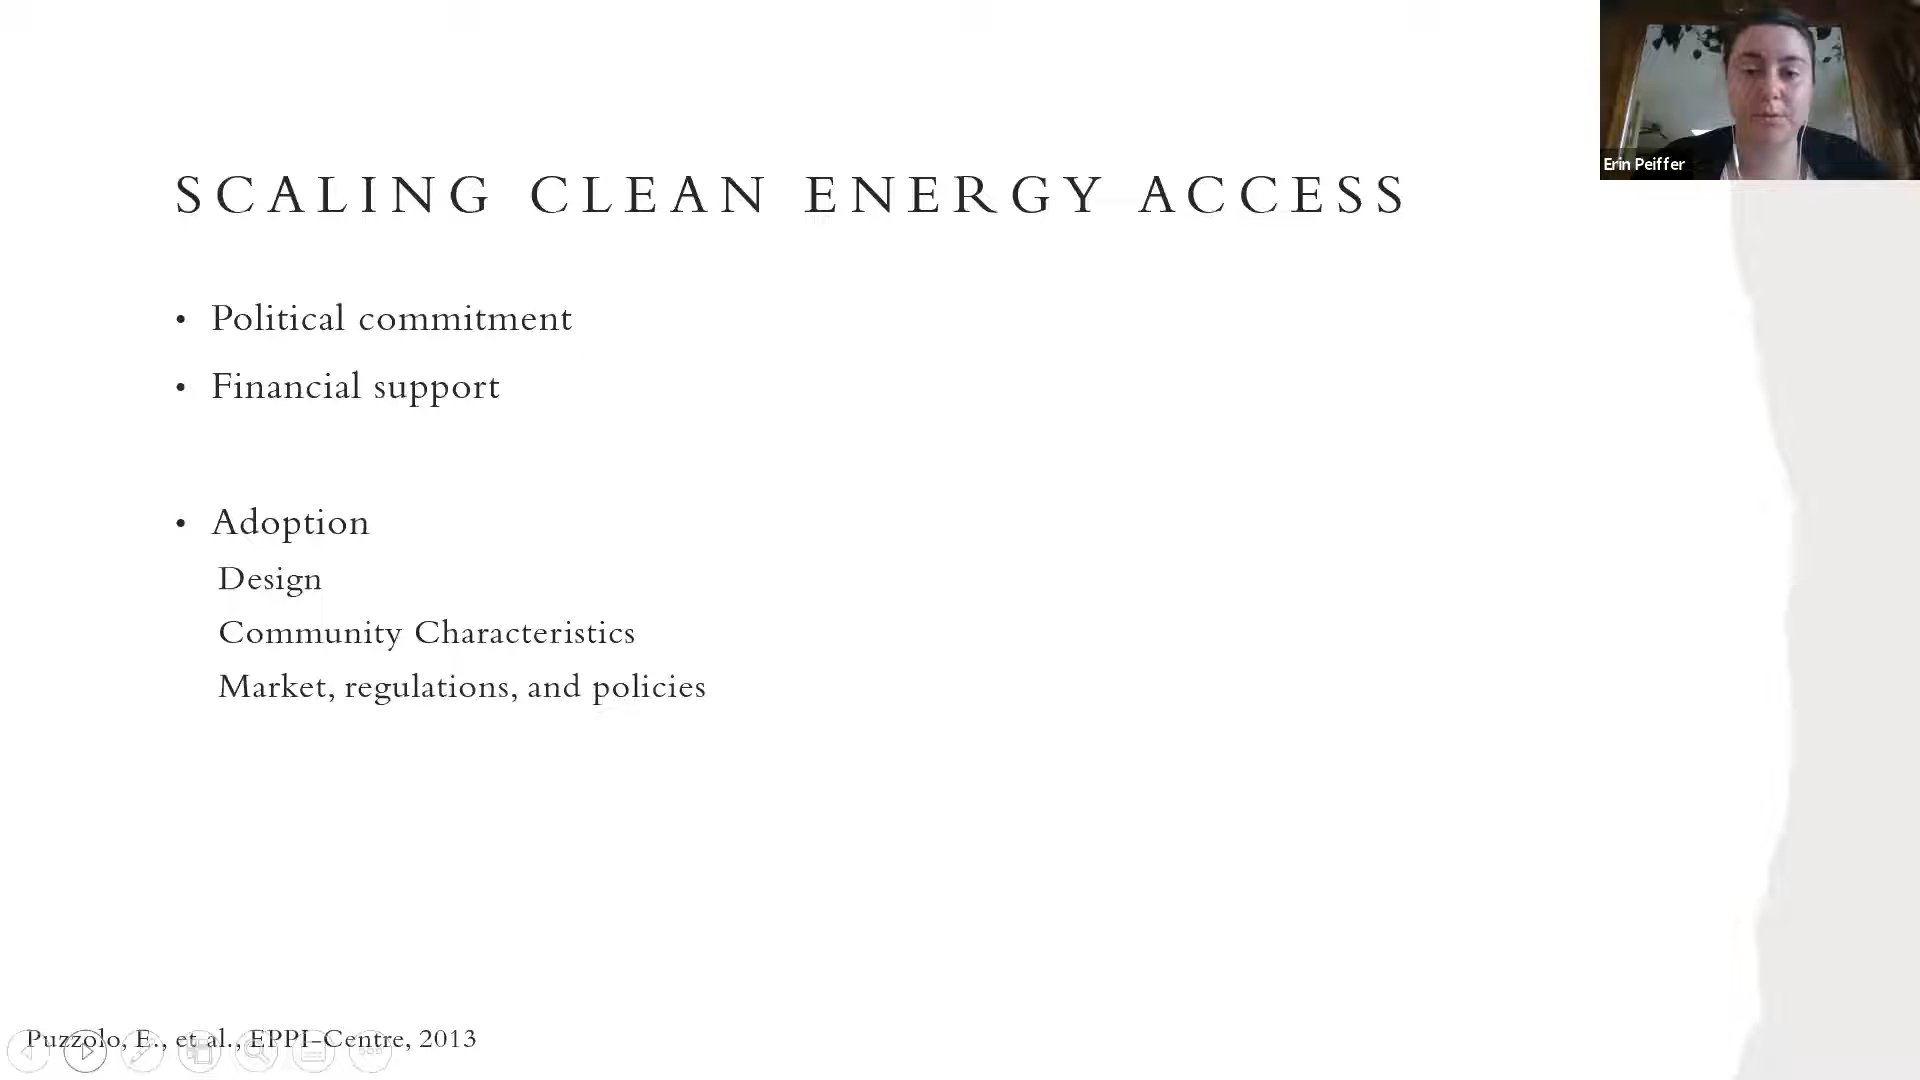 Erin Peiffer
SCALING CLEAN ENERGY ACCESS
• Political commitment
• Financial support
• Adoption
Design
Community Characteristics
Market, regulations, and policies
Puzzolo, E., et al., EPPI-Centre, 2013